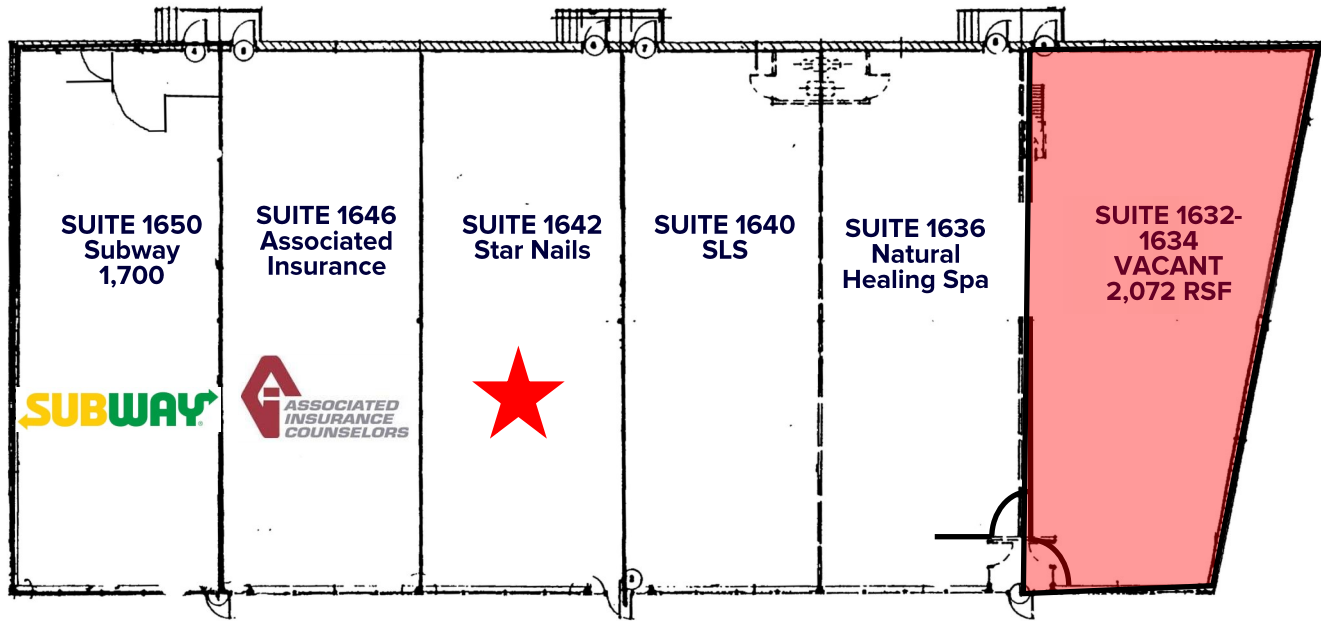 SUITE 1650
Subway
1,700
SUITE 1646
Associated
Insurance
SUITE 1642
Star Nails
SUITE 1640
SLS
SUITE 1636
Natural
Healing Spa
SUITE 1632-
1634
VACANT
2,072 RSF
SUBWAY
ASSOCIATED
INSURANCE
COUNSELORS